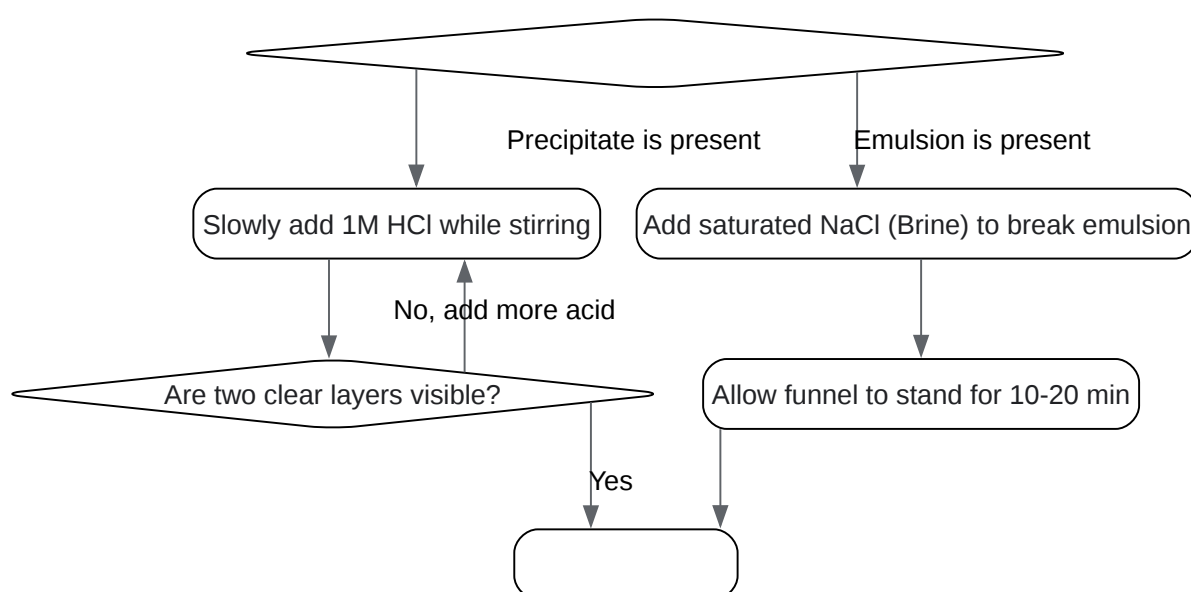 Precipitate is present
Emulsion is present
Slowly add 1M HCl while stirring
Add saturated NaCl (Brine) to break emulsion
No, add more acid
Are two clear layers visible?
Allow funnel to stand for 10-20 min
Yes